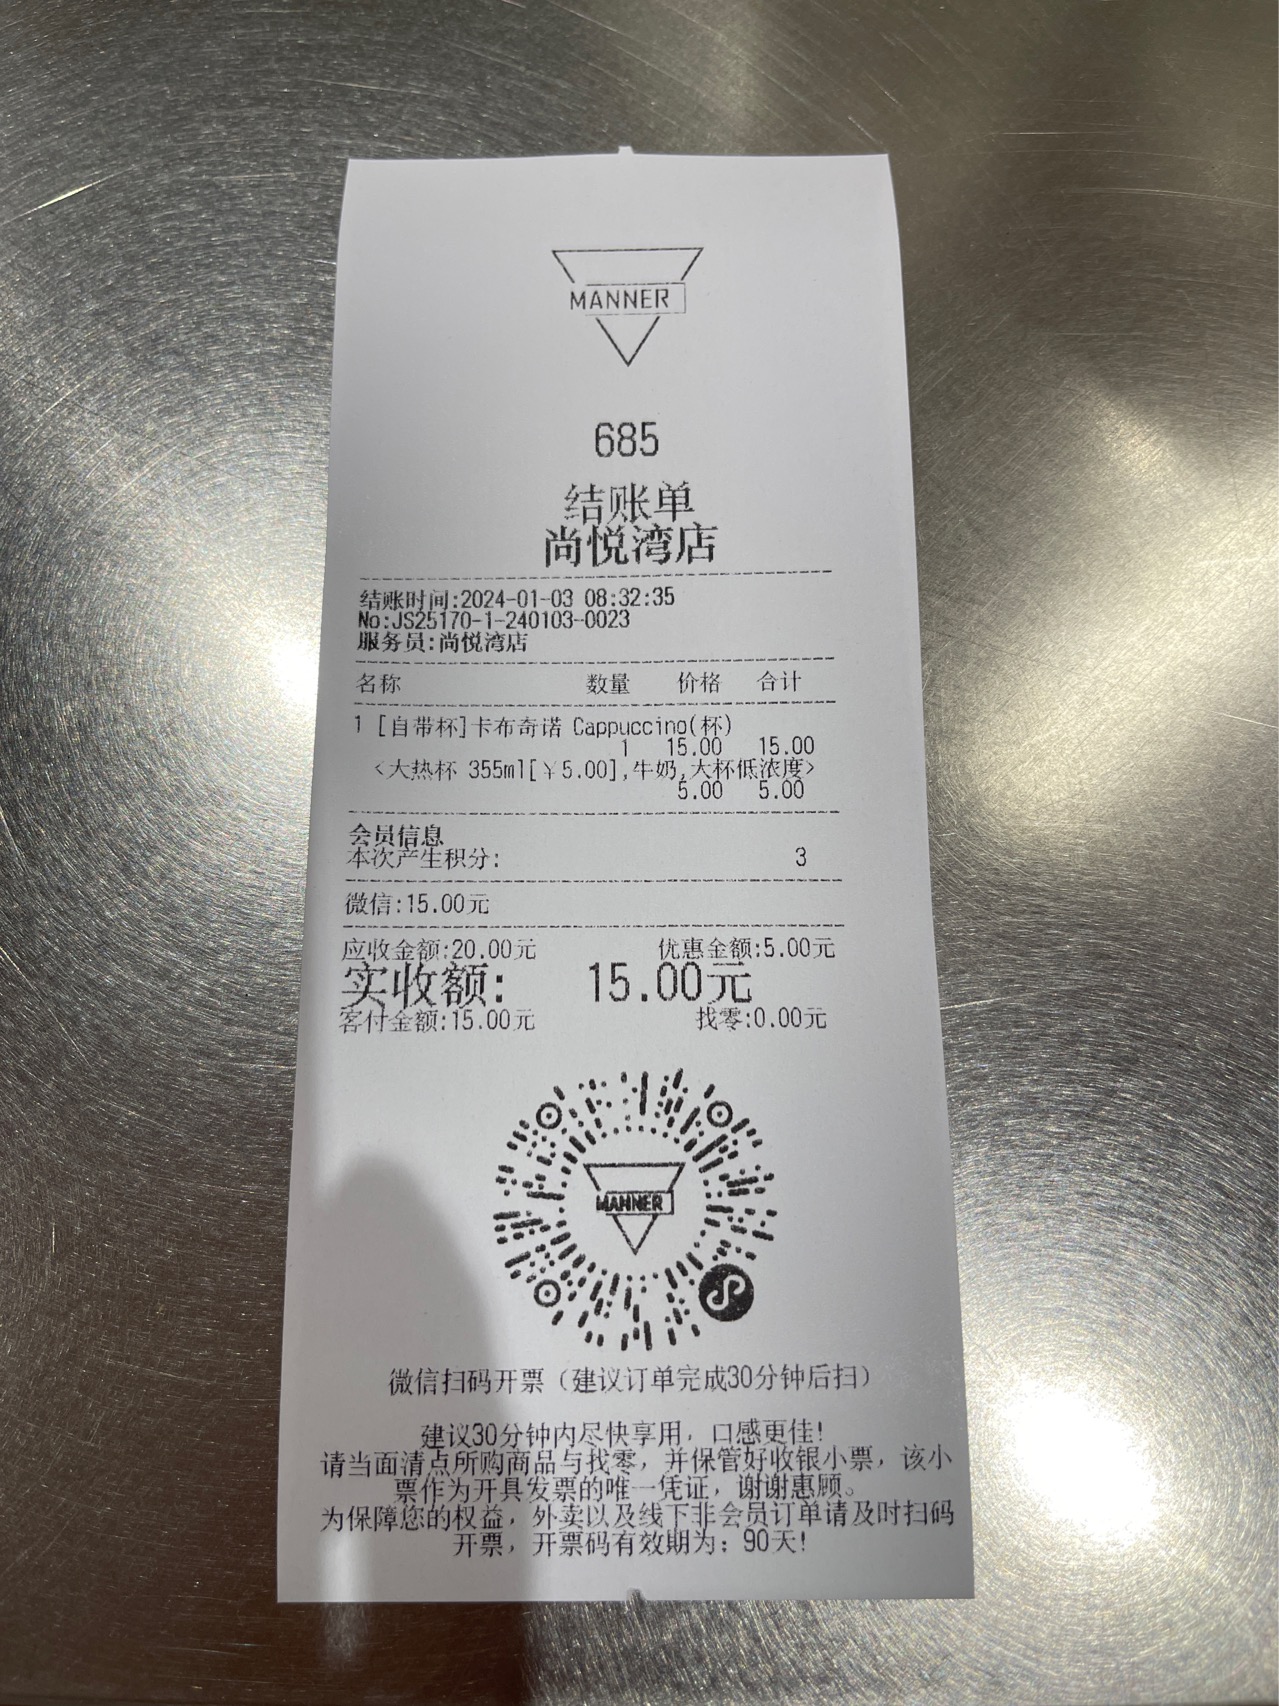 MANNER
685
结账单
尚悦湾店
结账时间:2024-01-03 08:32:35
No:JS25170-1-240103-0023
服务员:尚悦湾店
名称 数量 价格 合计
1 [自带杯]卡布奇诺 Cappuccino(杯)
1 15.00 15.00
<大热杯 355ml[￥5.00],牛奶,大杯低浓度>
5.00 5.00
会员信息
本次产生积分: 3
微信:15.00元
应收金额:20.00元 优惠金额:5.00元
实收额: 15.00元
客付金额:15.00元 找零:0.00元
MANNER
微信扫码开票（建议订单完成30分钟后扫）
建议30分钟内尽快享用，口感更佳!
请当面清点所购商品与找零，并保管好收银小票，该小
票作为开具发票的唯一凭证，谢谢惠顾。
为保障您的权益，外卖以及线下非会员订单请及时扫码
开票，开票码有效期为：90天!